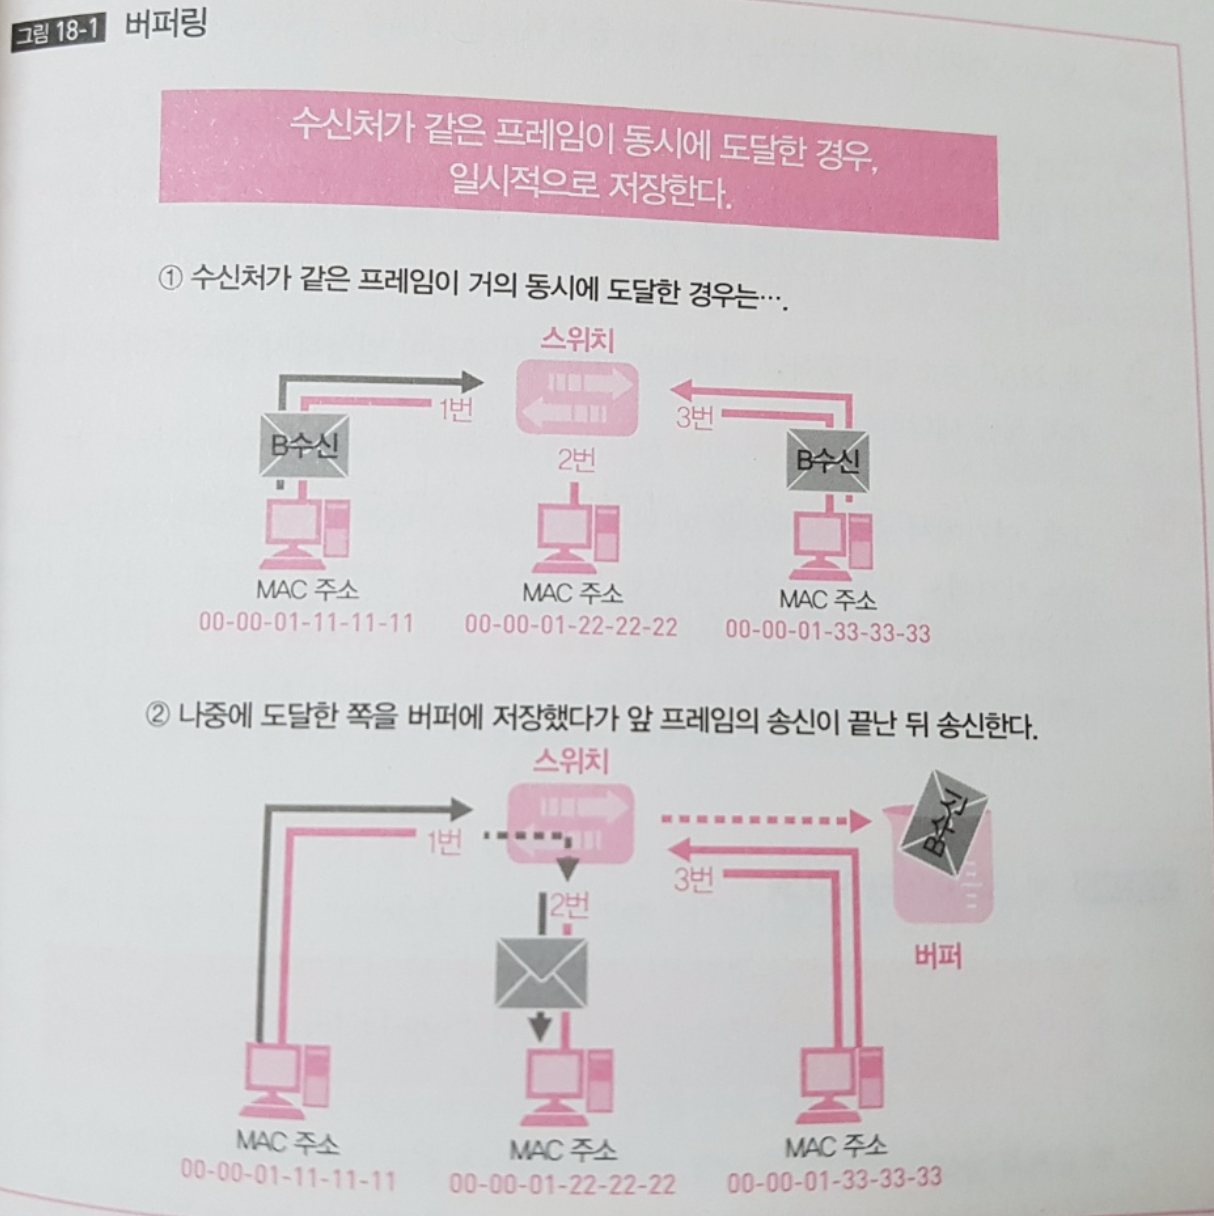 그림 18-1 버퍼링
수신처가 같은 프레임이 동시에 도달한 경우,
일시적으로 저장한다.
① 수신처가 같은 프레임이 거의 동시에 도달한 경우는….
스위치
1번
3번
B수신
2번
B수신
MAC 주소
00-00-01-11-11-11
MAC 주소
00-00-01-22-22-22
MAC 주소
00-00-01-33-33-33
② 나중에 도달한 쪽을 버퍼에 저장했다가 앞 프레임의 송신이 끝난 뒤 송신한다.
스위치
B수신
1번
3번
2번
버퍼
MAC 주소
00-00-01-11-11-11
MAC 주소
00-00-01-22-22-22
MAC 주소
00-00-01-33-33-33